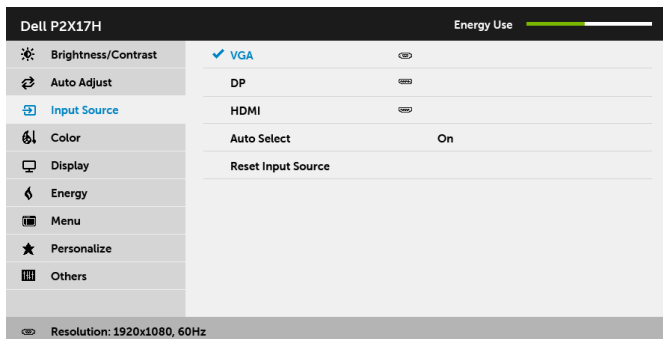 Dell P2X17H Energy Use
Brightness/Contrast VGA
Auto Adjust DP
Input Source HDMI
Color Auto Select On
Display Reset Input Source
Energy
Menu
Personalize
Others
Resolution: 1920x1080, 60Hz